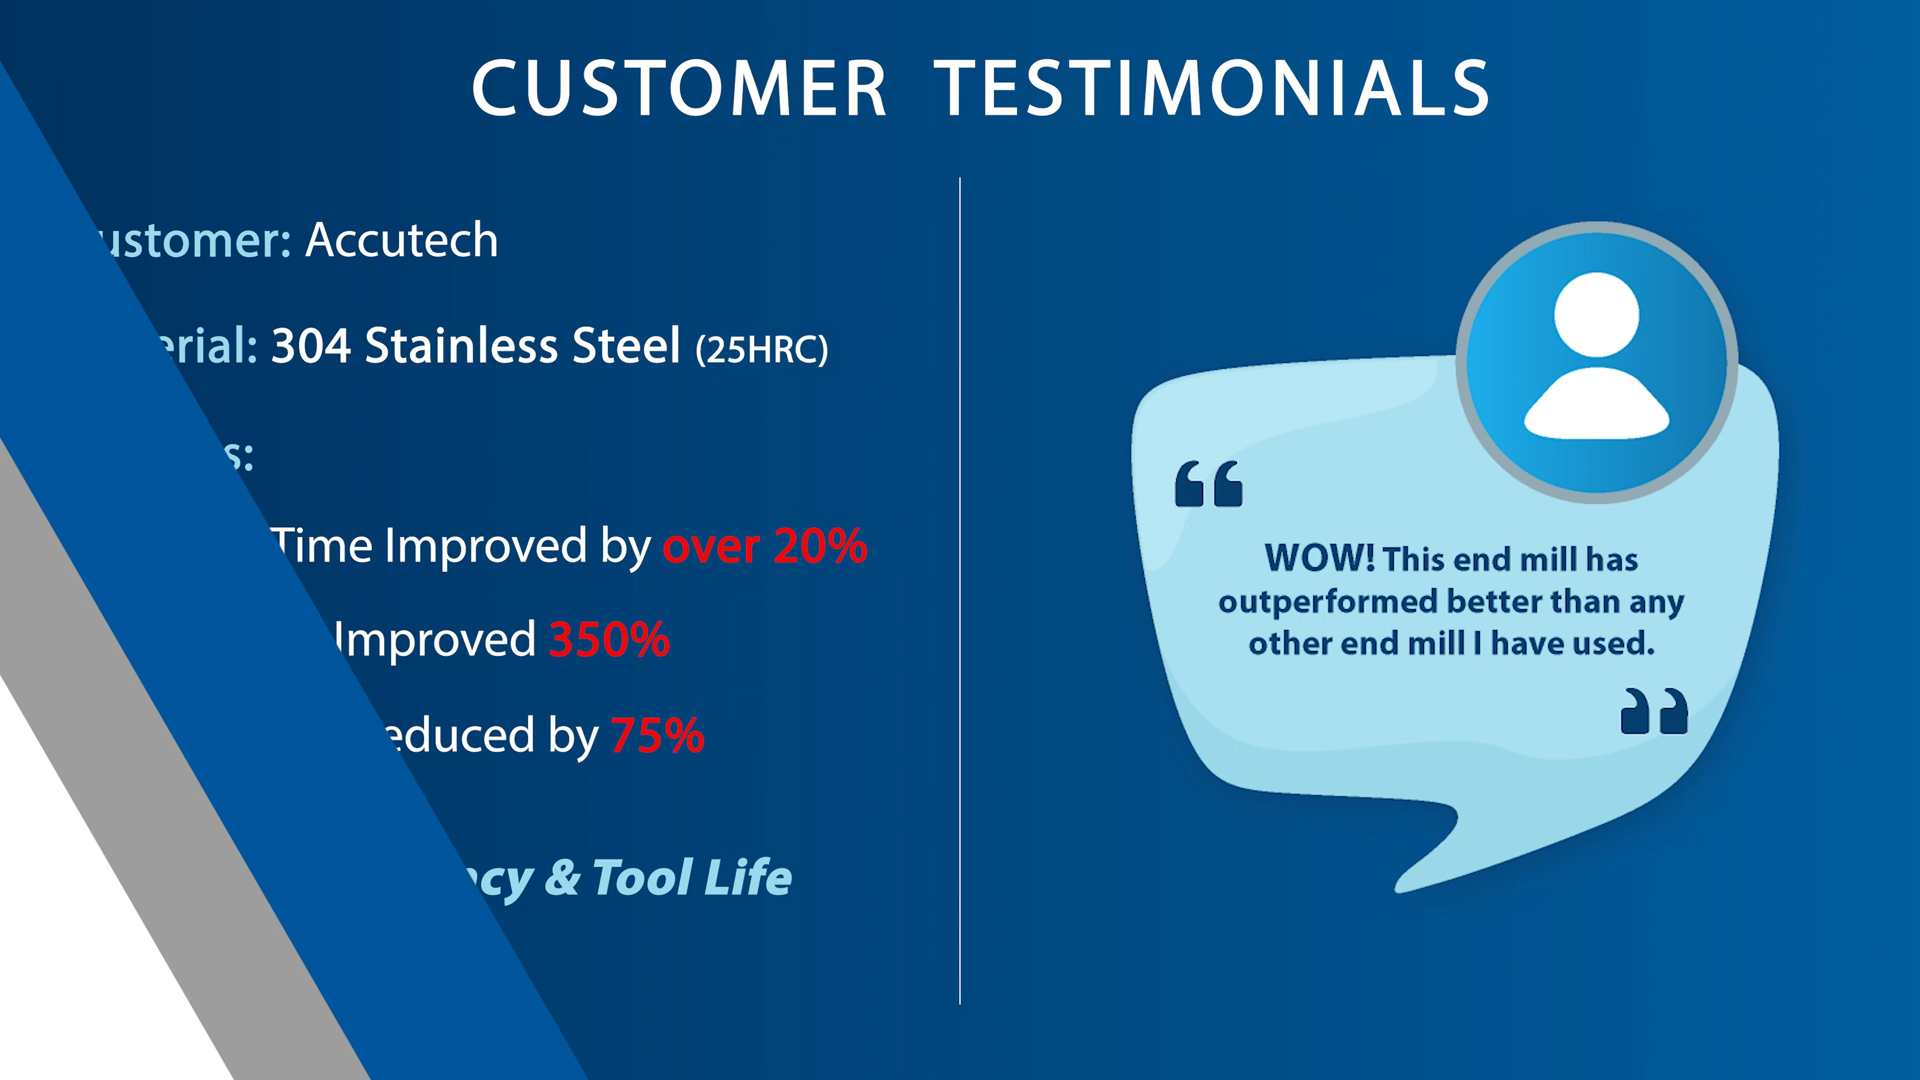 CUSTOMER TESTIMONIALS
ustomer: Accutech
erial: 304 Stainless Steel (25HRC)
s:
Time Improved by over 20%
Improved 350%
educed by 75%
cy & Tool Life
WOW! This end mill has
outperformed better than any
other end mill I have used.